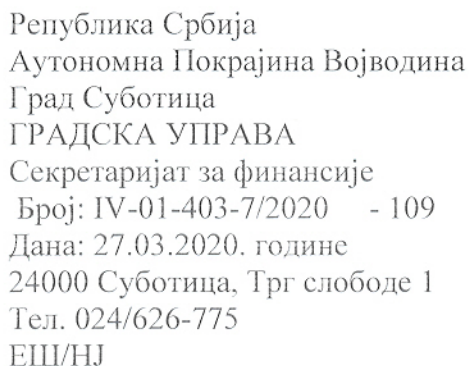 Република Србија
Аутономна Покрајина Војводина
Град Суботица
ГРАДСКА УПРАВА
Секретаријат за финансије
Број: IV-01-403-7/2020 - 109
Дана: 27.03.2020. године
24000 Суботица, Трг слободе 1
Тел. 024/626-775
ЕШ/НЈ